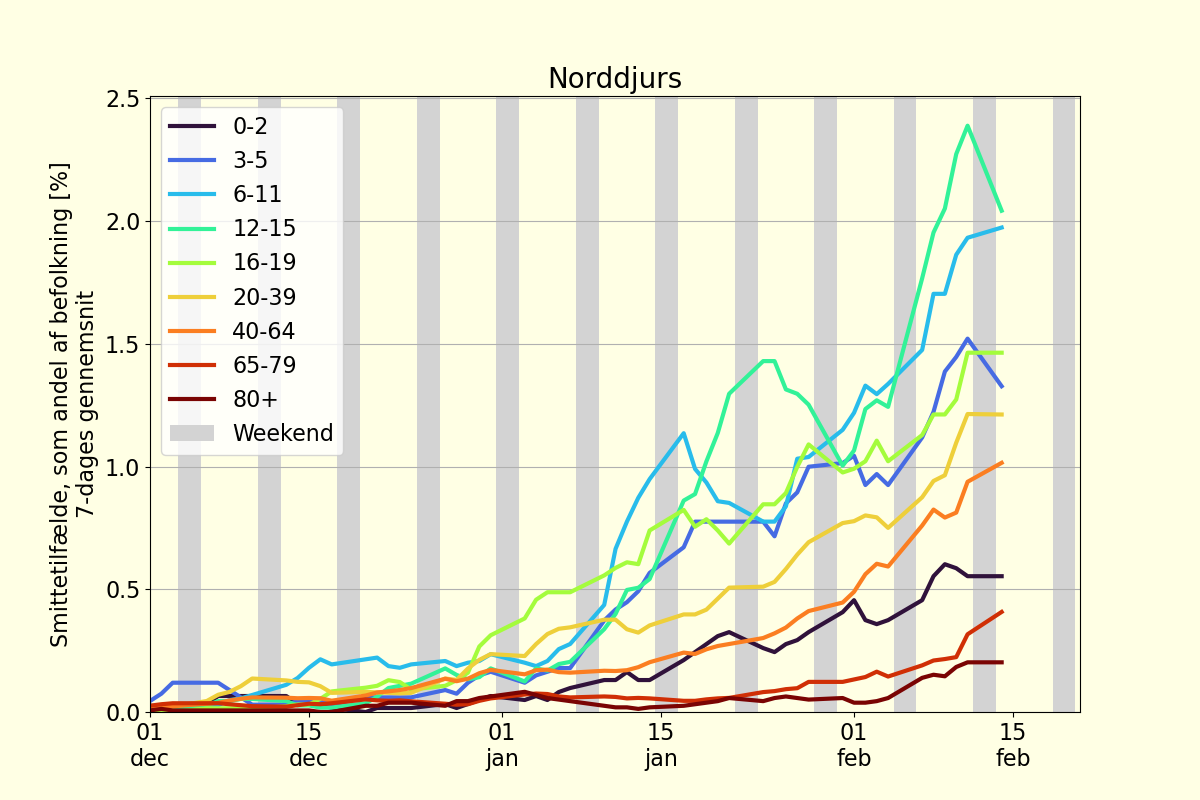 Norddjurs
Smittetilfælde, som andel af befolkning [%]
7-dages gennemsnit
2.5
2.0
1.5
1.0
0.5
0.0
0-2
3-5
6-11
12-15
16-19
20-39
40-64
65-79
80+
Weekend
01 15 01 15 01 15
dec dec jan jan feb feb